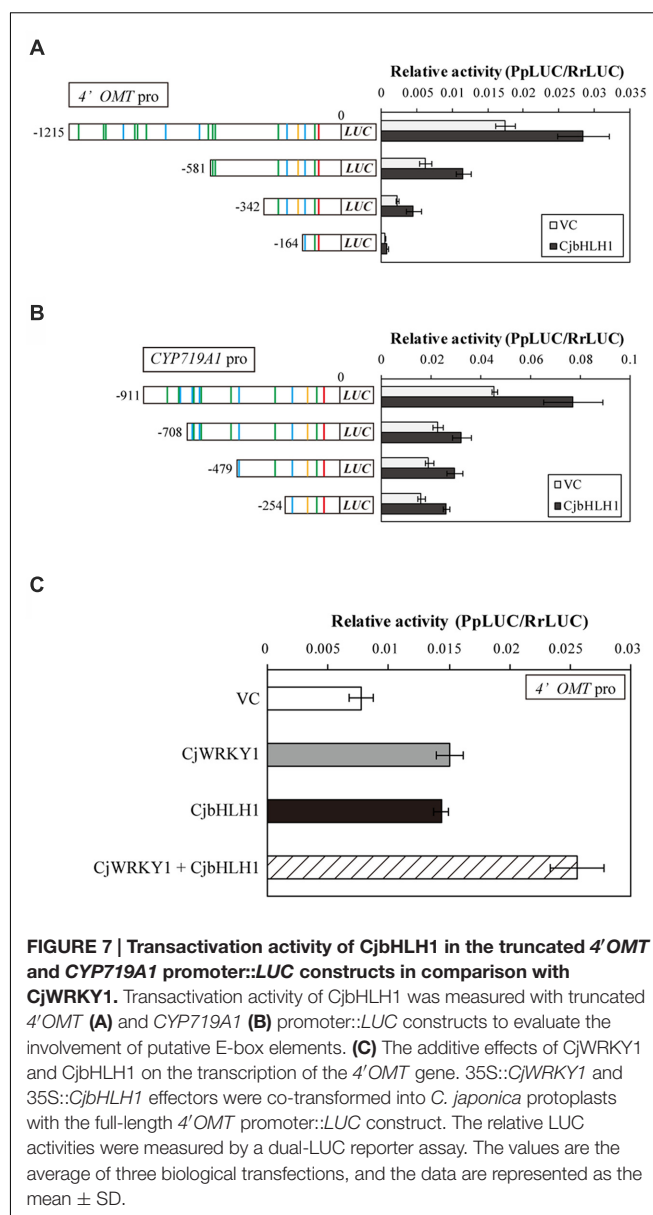 A
4' OMT pro
Relative activity (PpLUC/RrLUC)
0 0.005 0.01 0.015 0.02 0.025 0.03 0.035
0
-1215 LUC
-581 LUC
-342 LUC
-164 LUC
VC
CjbHLH1
B
CYP719A1 pro
Relative activity (PpLUC/RrLUC)
0 0.02 0.04 0.06 0.08 0.1
0
-911 LUC
-708 LUC
-479 LUC
-254 LUC
VC
CjbHLH1
C
Relative activity (PpLUC/RrLUC)
0 0.005 0.01 0.015 0.02 0.025 0.03
4' OMT pro
VC
CjWRKY1
CjbHLH1
CjWRKY1 + CjbHLH1
FIGURE 7 | Transactivation activity of CjbHLH1 in the truncated 4′OMT
and CYP719A1 promoter::LUC constructs in comparison with
CjWRKY1. Transactivation activity of CjbHLH1 was measured with truncated
4′OMT (A) and CYP719A1 (B) promoter::LUC constructs to evaluate the
involvement of putative E-box elements. (C) The additive effects of CjWRKY1
and CjbHLH1 on the transcription of the 4′OMT gene. 35S::CjWRKY1 and
35S::CjbHLH1 effectors were co-transformed into C. japonica protoplasts
with the full-length 4′OMT promoter::LUC construct. The relative LUC
activities were measured by a dual-LUC reporter assay. The values are the
average of three biological transfections, and the data are represented as the
mean ± SD.